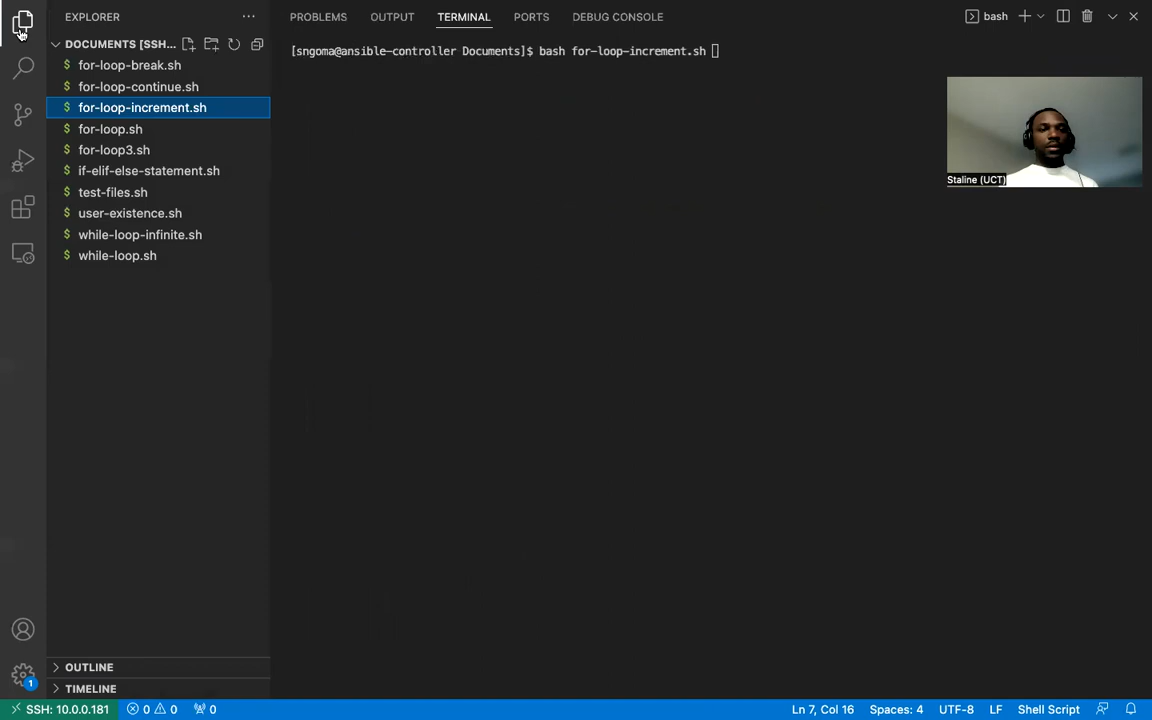 EXPLORER
PROBLEMS OUTPUT TERMINAL PORTS DEBUG CONSOLE
bash
DOCUMENTS [SSH...
[sngoma@ansible-controller Documents]$ bash for-loop-increment.sh
$ for-loop-break.sh
$ for-loop-continue.sh
$ for-loop-increment.sh
$ for-loop.sh
$ for-loop3.sh
$ if-elif-else-statement.sh
$ test-files.sh
$ user-existence.sh
$ while-loop-infinite.sh
$ while-loop.sh
Staline (UCT)
OUTLINE
TIMELINE
1
SSH: 10.0.0.181 0 0 0 Ln 7, Col 16 Spaces: 4 UTF-8 LF Shell Script